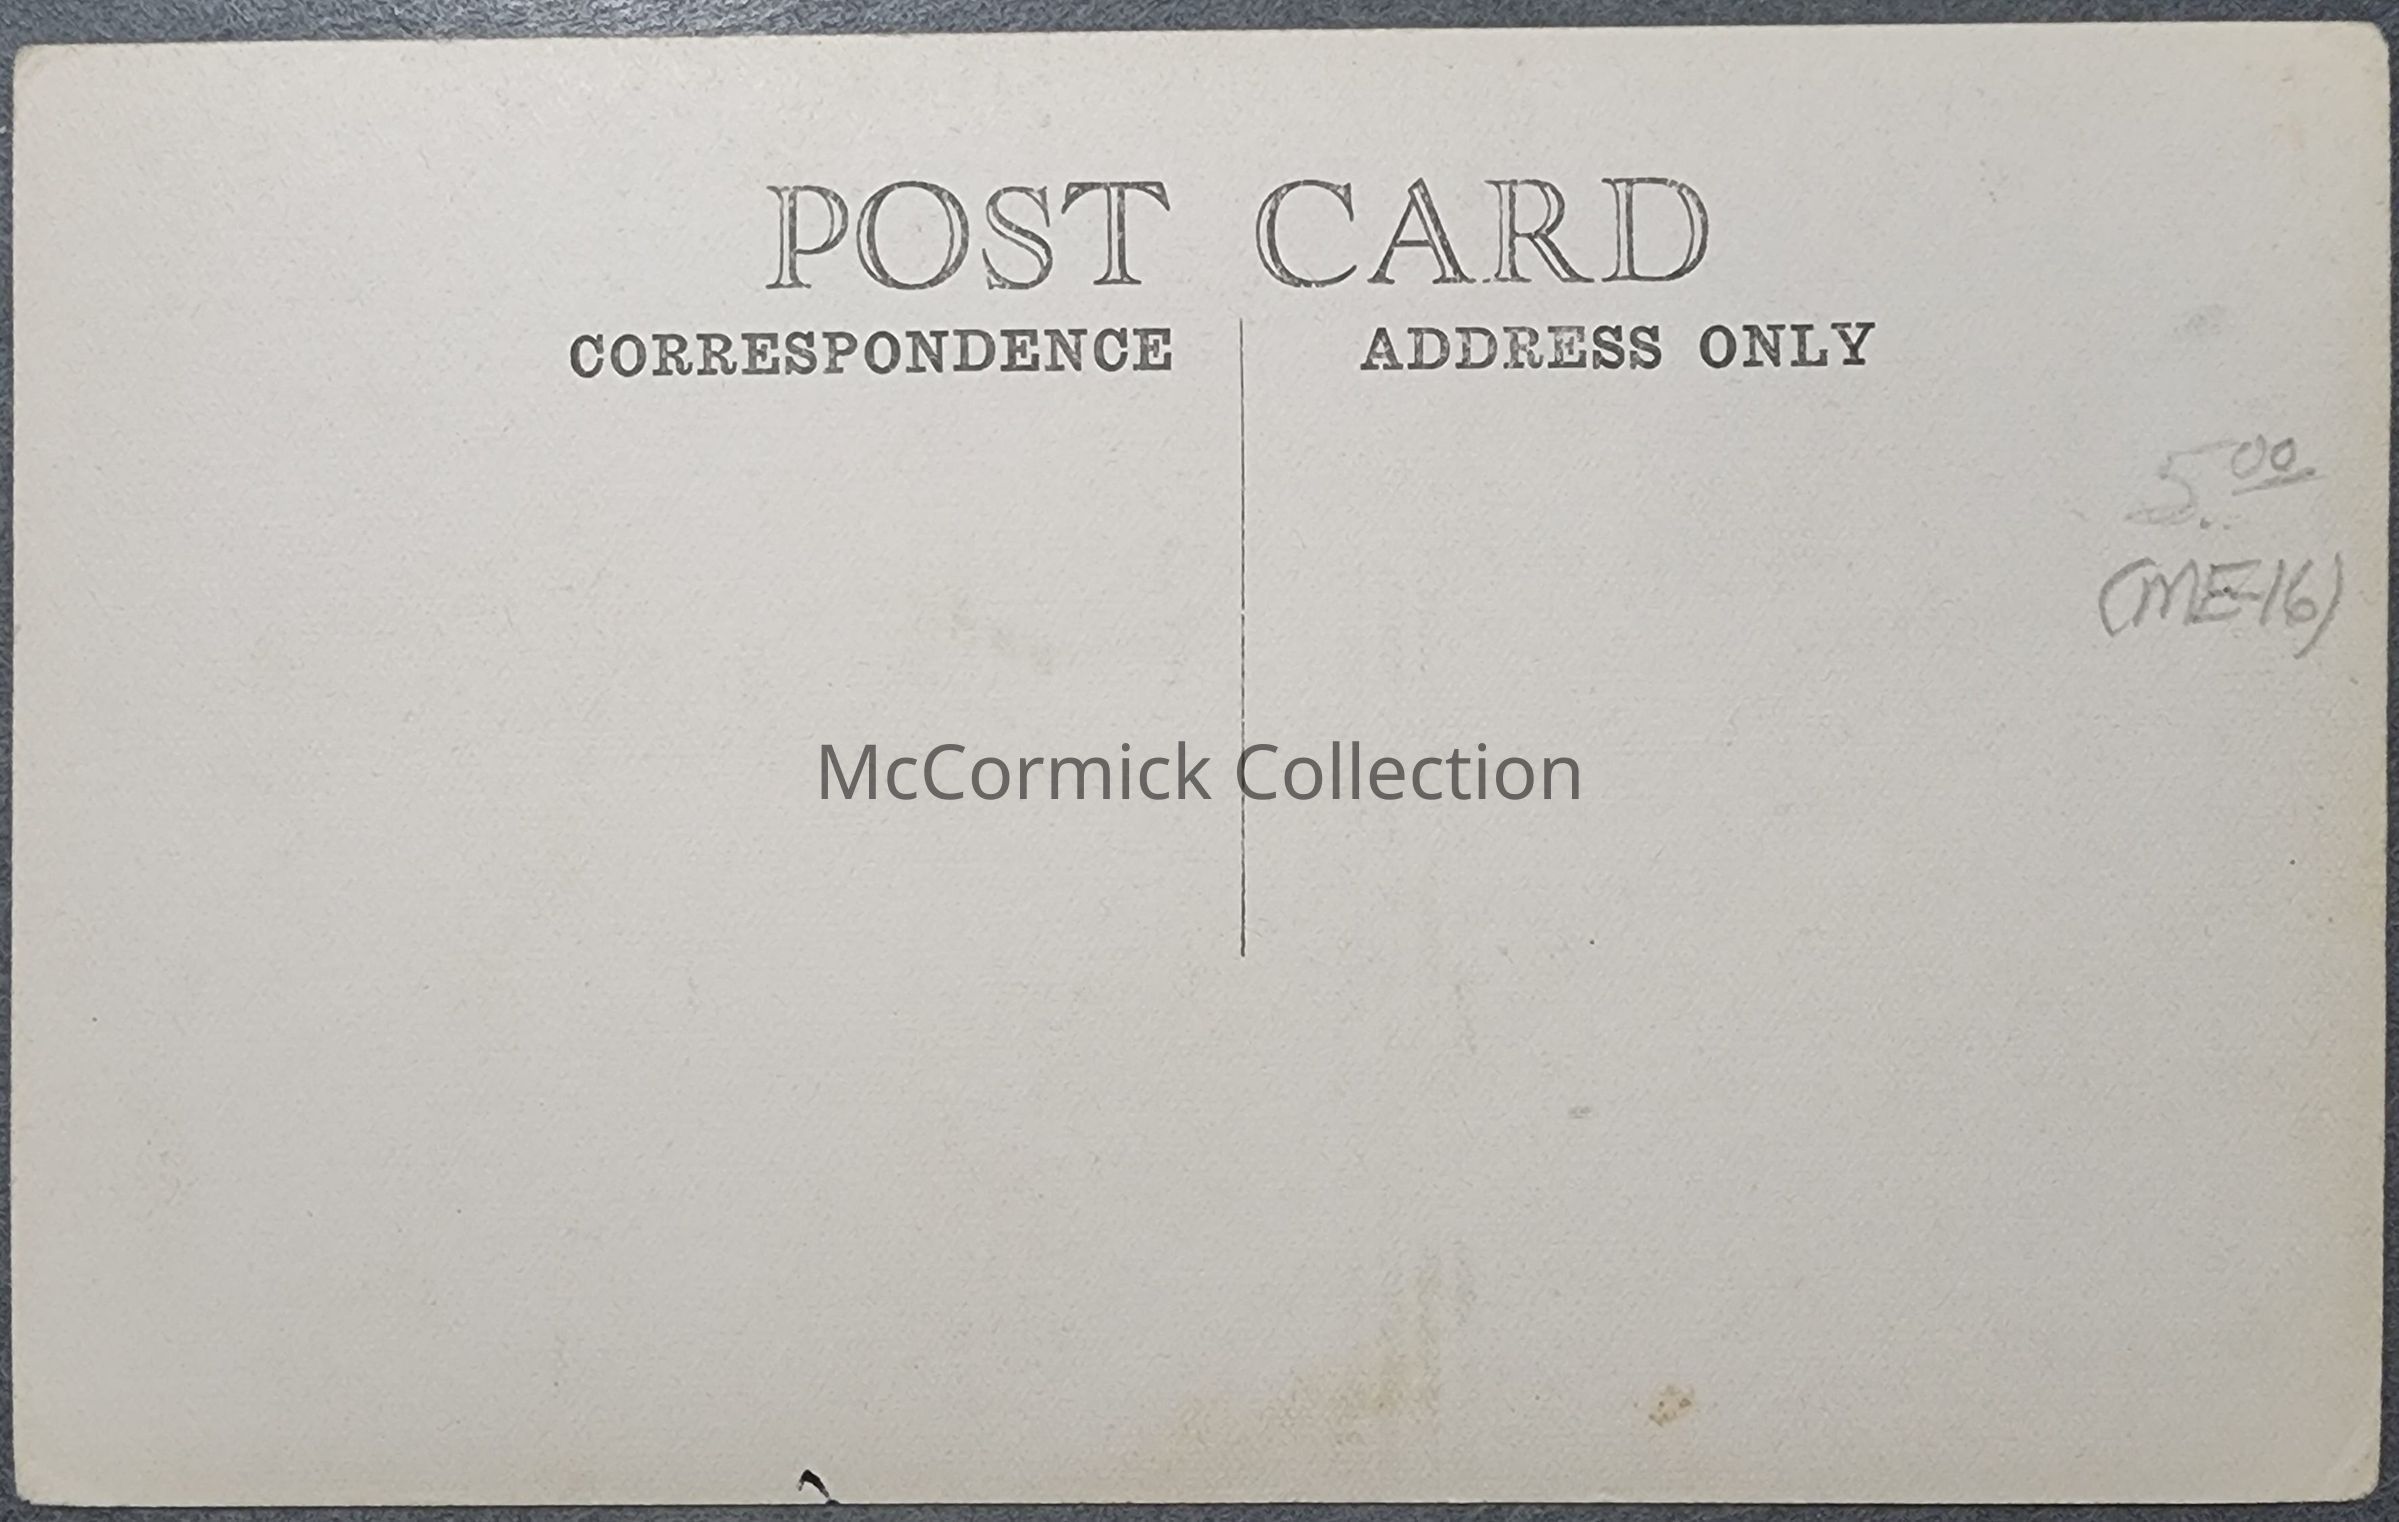 POST CARD
CORRESPONDENCE
ADDRESS ONLY
5.00
(ME-16)
McCormick Collection